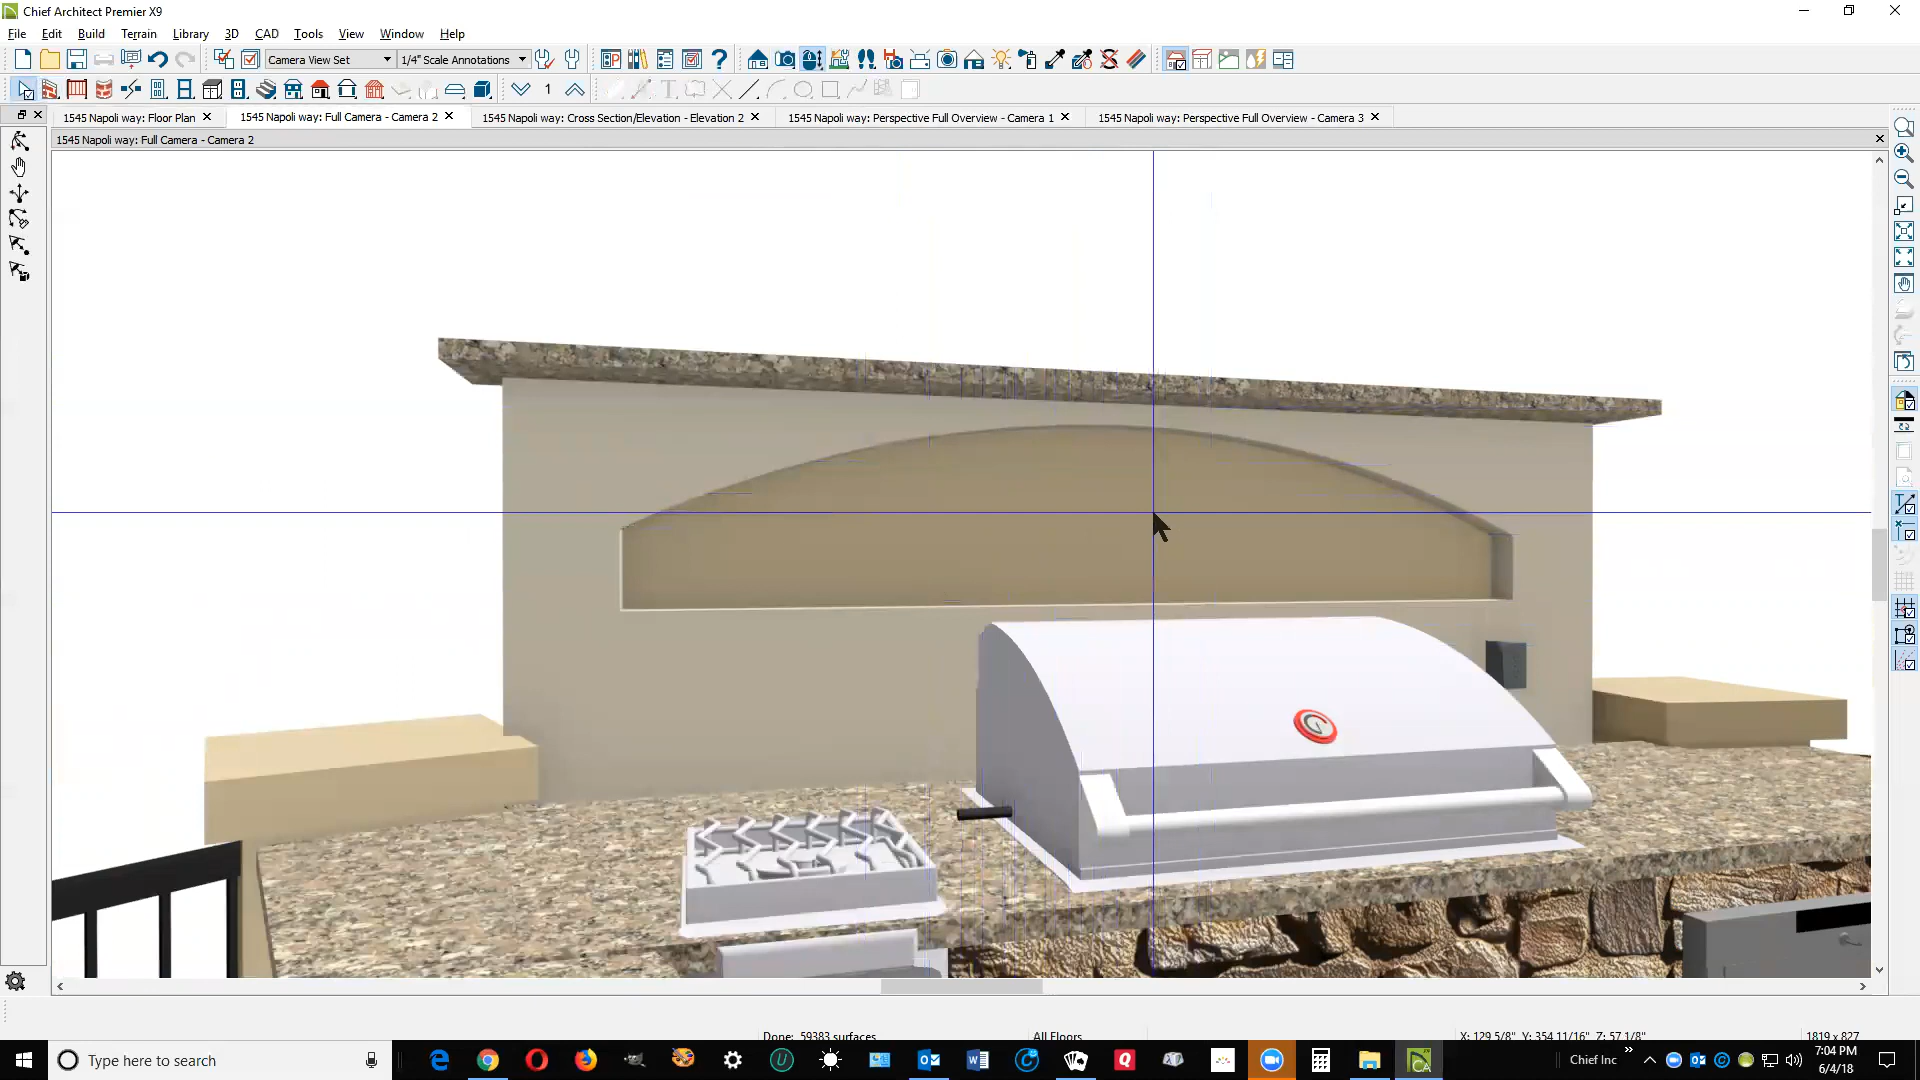 Chief Architect Premier X9
File Edit Build Terrain Library 3D CAD Tools Window View Help
Camera View Set 1/4" Scale Annotations
1
1545 Napoli way: Floor Plan 1545 Napoli way: Full Camera - Camera 2 1545 Napoli way: Cross Section/Elevation - Elevation 2 1545 Napoli way: Perspective Full Overview - Camera 1 1545 Napoli way: Perspective Full Overview - Camera 3
1545 Napoli way: Full Camera - Camera 2
Done: 59383 surfaces All Floors X: 129 5/8" Y: 354 11/16" Z: 57 1/8" 1819 x 827
Type here to search Chief Inc 7:04 PM
6/4/18